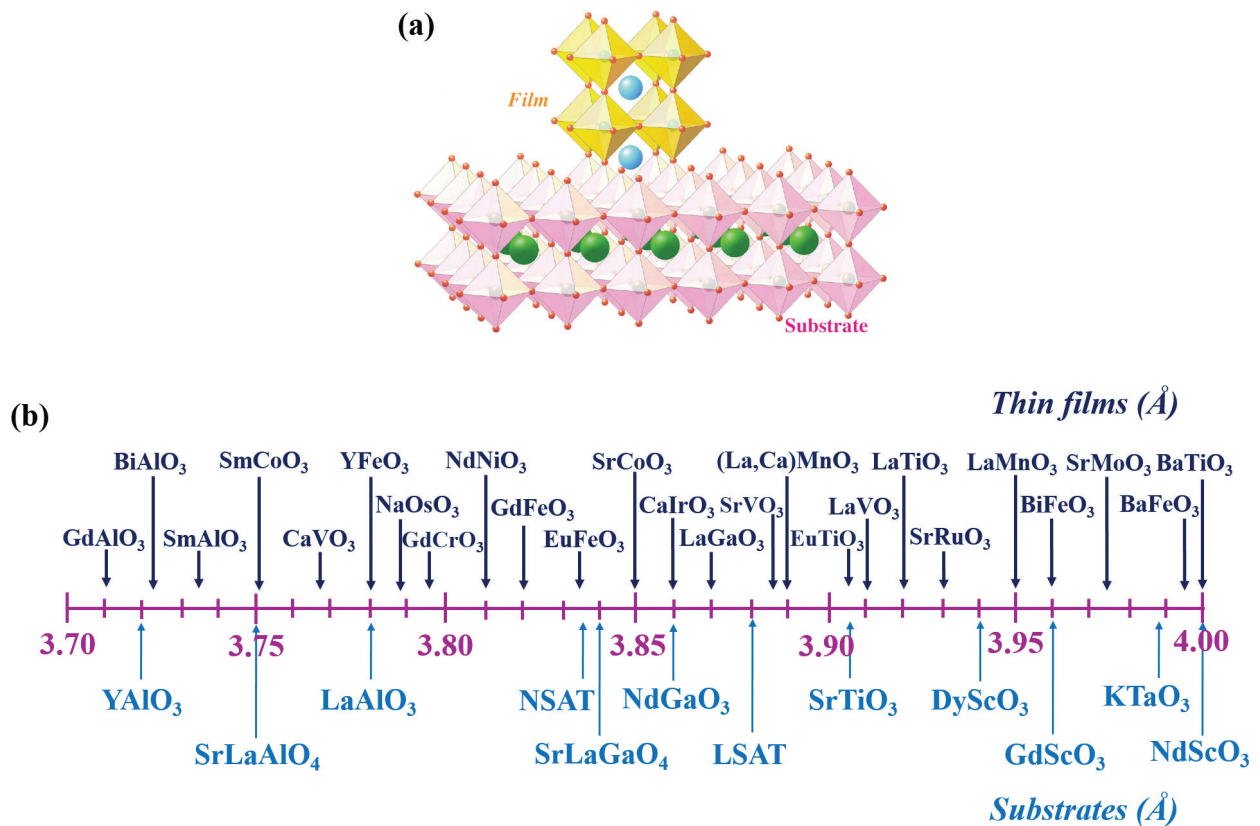 (a)
Film
Substrate
(b)
Thin films (Å)
BiAlO₃ SmCoO₃ YFeO₃ NdNiO₃ SrCoO₃ (La,Ca)MnO₃ LaTiO₃ LaMnO₃ SrMoO₃ BaTiO₃
NaOsO₃ GdFeO₃ CaIrO₃ SrVO₃ LaVO₃ BiFeO₃ BaFeO₃
GdAlO₃ SmAlO₃ CaVO₃ GdCrO₃ EuFeO₃ LaGaO₃ EuTiO₃ SrRuO₃
3.70 3.75 3.80 3.85 3.90 3.95 4.00
YAlO₃ LaAlO₃ NSAT NdGaO₃ SrTiO₃ DyScO₃ KTaO₃
SrLaAlO₄ SrLaGaO₄ LSAT GdScO₃ NdScO₃
Substrates (Å)